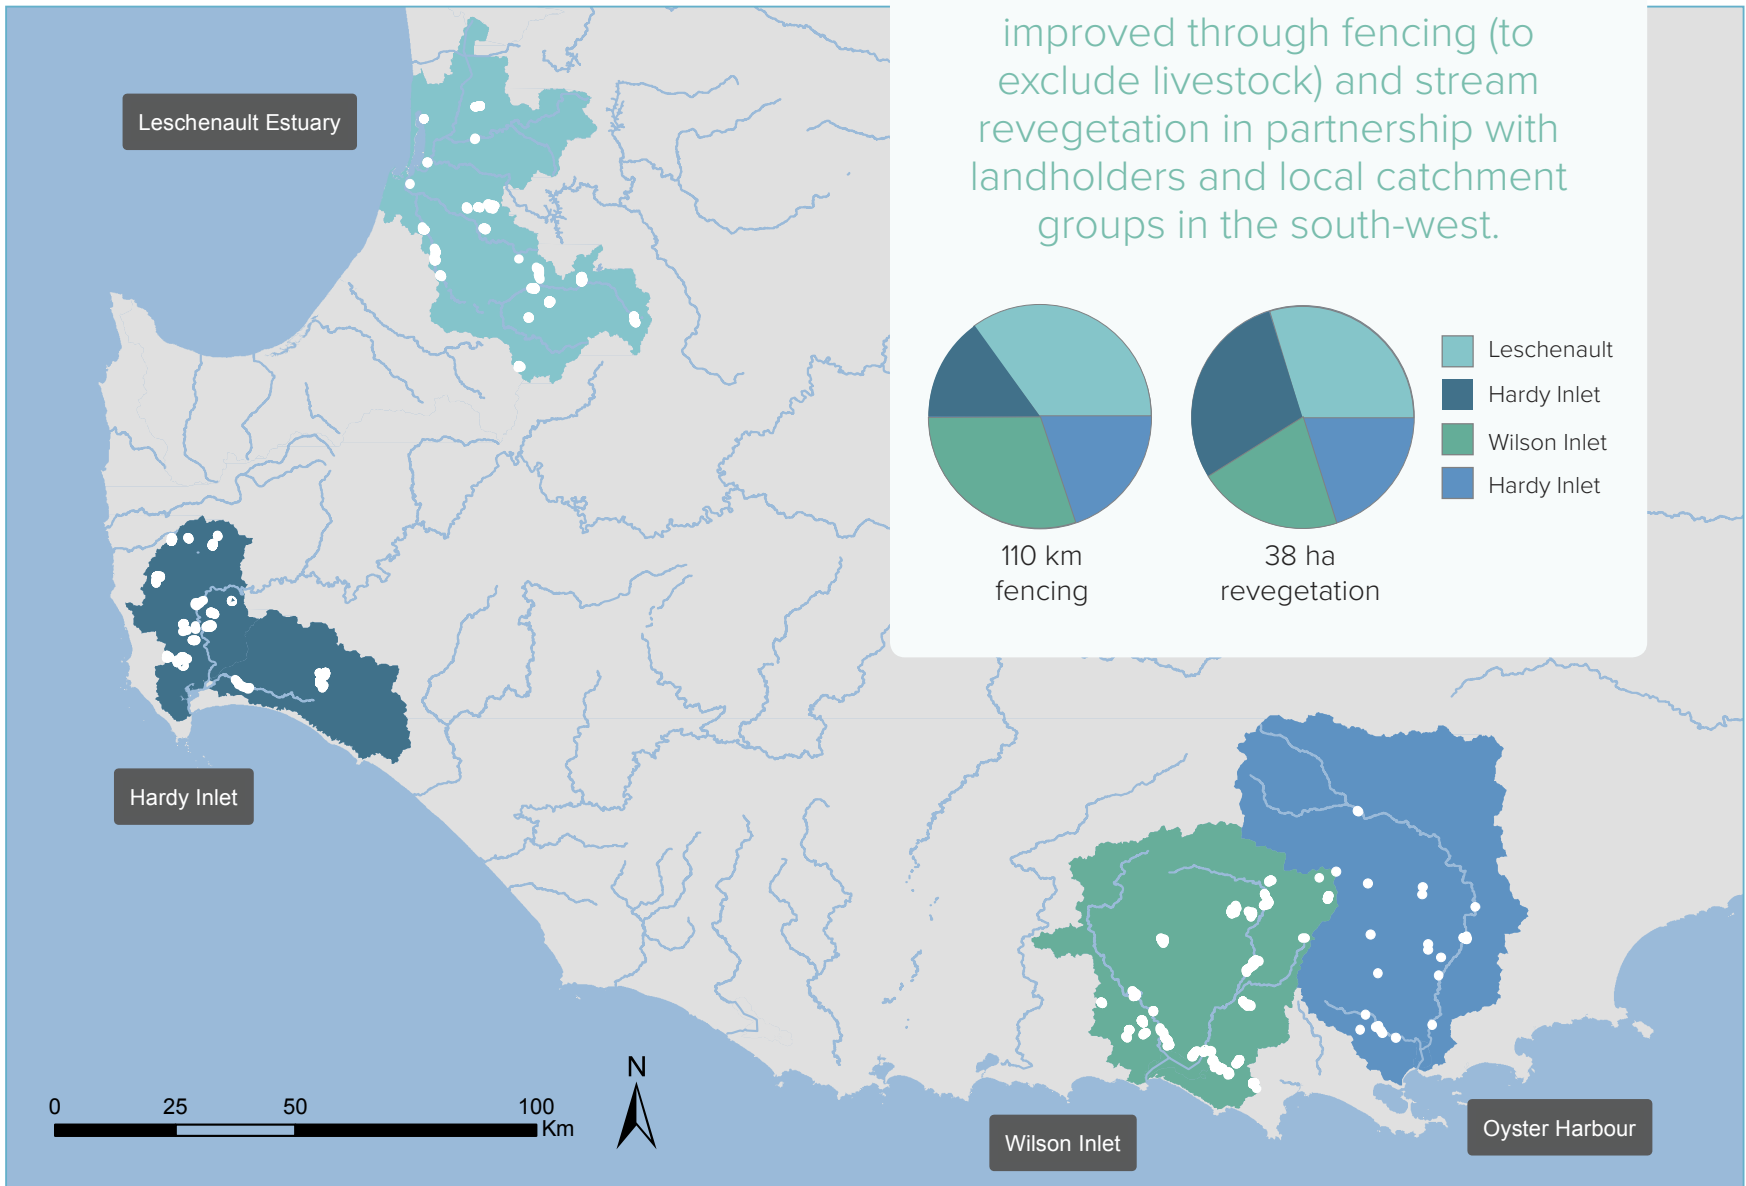 improved through fencing (to
exclude livestock) and stream
revegetation in partnership with
landholders and local catchment
groups in the south-west.
Leschenault Estuary
Leschenault
Hardy Inlet
Wilson Inlet
Hardy Inlet
110 km
fencing
38 ha
revegetation
Hardy Inlet
0 25 50 100
Km
N
Wilson Inlet
Oyster Harbour